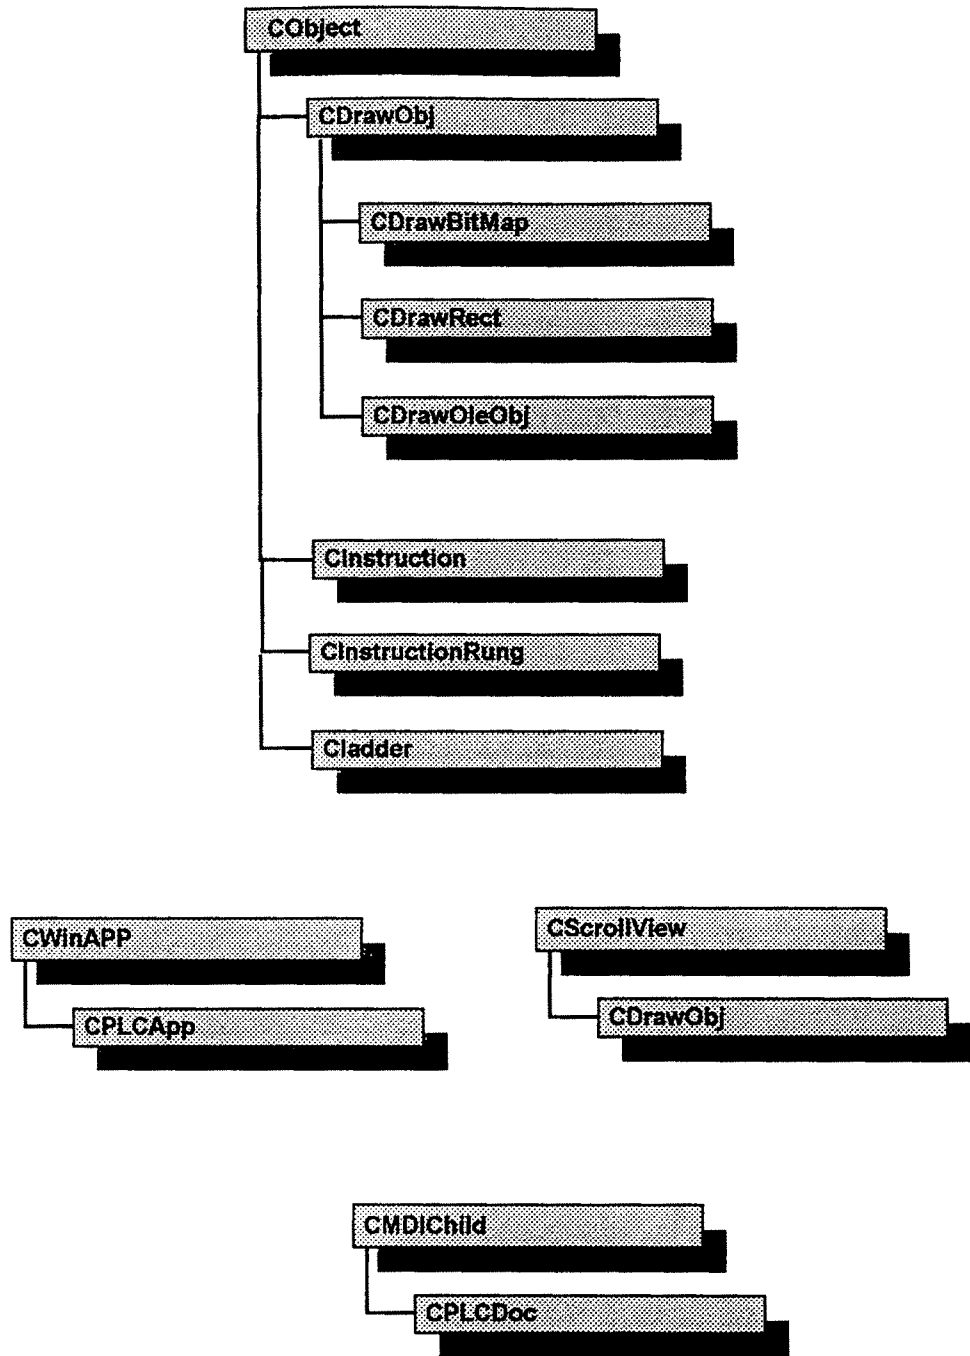 CObject
CDrawObj
CDrawBitMap
CDrawRect
CDrawOleObj
CInstruction
CInstructionRung
Cladder
CWinAPP
CScrollView
CPLCApp
CDrawObj
CMDIChild
CPLCDoc